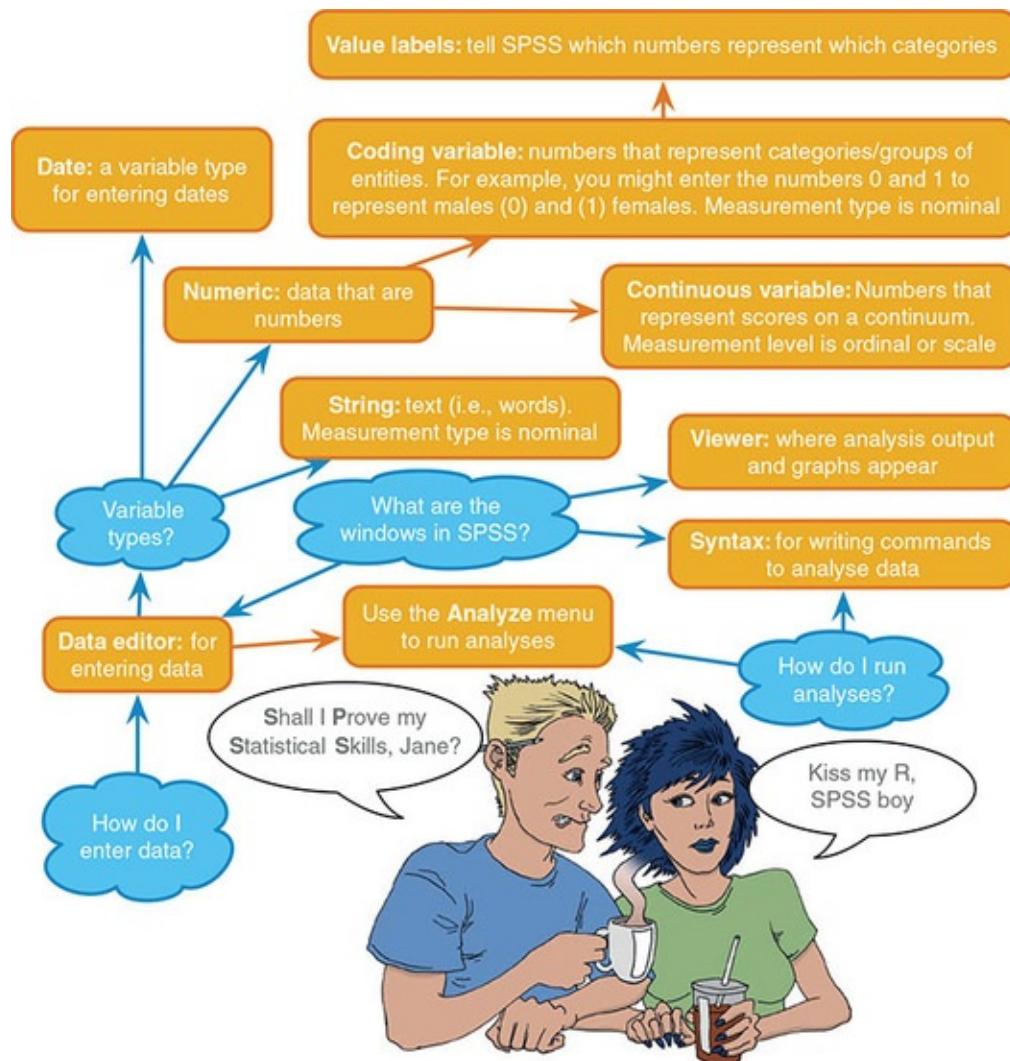 Value labels: tell SPSS which numbers represent which categories
Date: a variable type
for entering dates
Coding variable: numbers that represent categories/groups of
entities. For example, you might enter the numbers 0 and 1 to
represent males (0) and (1) females. Measurement type is nominal
Numeric: data that are
numbers
Continuous variable: Numbers that
represent scores on a continuum.
Measurement level is ordinal or scale
String: text (i.e., words).
Measurement type is nominal
Viewer: where analysis output
and graphs appear
Variable
types?
What are the
windows in SPSS?
Syntax: for writing commands
to analyse data
Data editor: for
entering data
Use the Analyze menu
to run analyses
How do I run
analyses?
Shall I Prove my
Statistical Skills, Jane?
Kiss my R,
SPSS boy
How do I
enter data?